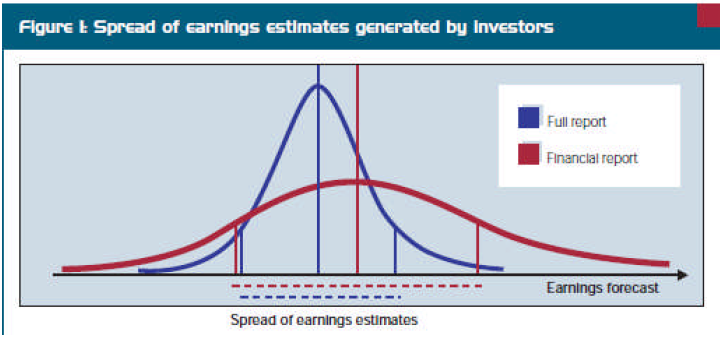 Figure 1: Spread of earnings estimates generated by investors
Full report
Financial report
Earnings forecast
Spread of earnings estimates